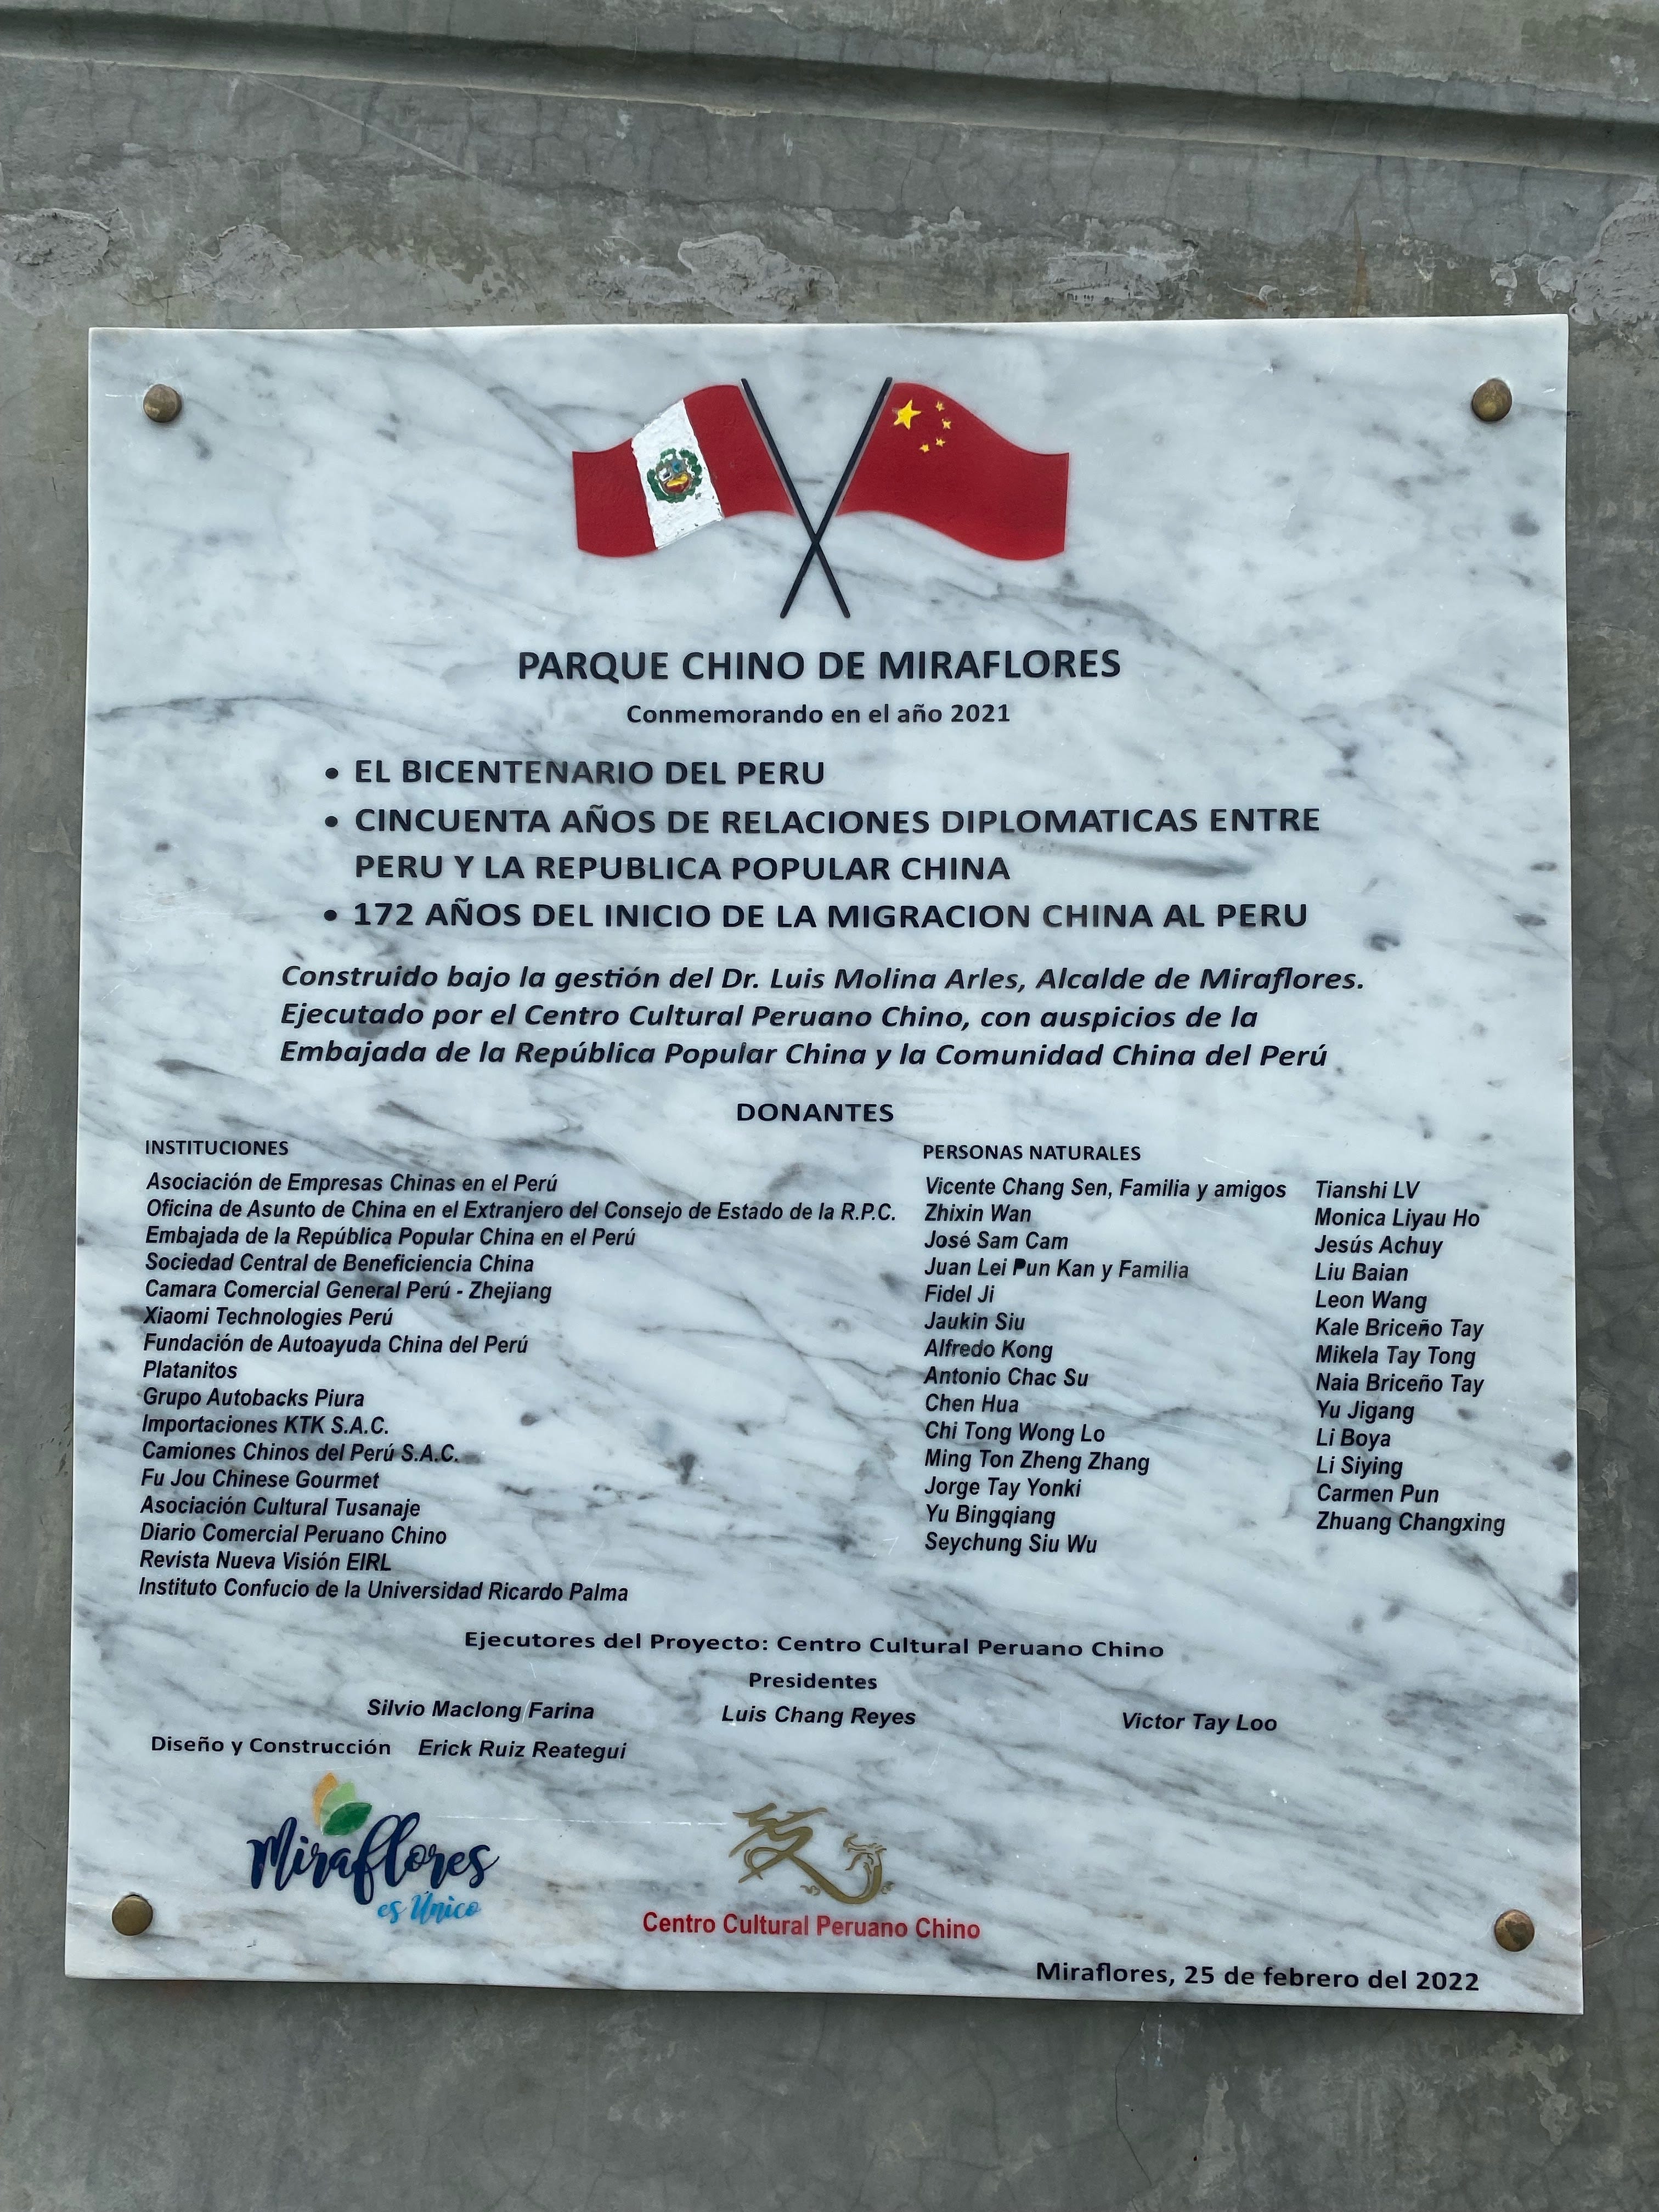 PARQUE CHINO DE MIRAFLORES
Conmemorando en el año 2021
• EL BICENTENARIO DEL PERU
• CINCUENTA AÑOS DE RELACIONES DIPLOMATICAS ENTRE
PERU Y LA REPUBLICA POPULAR CHINA
• 172 AÑOS DEL INICIO DE LA MIGRACION CHINA AL PERU
Construido bajo la gestión del Dr. Luis Molina Arles, Alcalde de Miraflores.
Ejecutado por el Centro Cultural Peruano Chino, con auspicios de la
Embajada de la República Popular China y la Comunidad China del Perú
DONANTES
INSTITUCIONES
Asociación de Empresas Chinas en el Perú
Oficina de Asunto de China en el Extranjero del Consejo de Estado de la R.P.C.
Embajada de la República Popular China en el Perú
Sociedad Central de Beneficiencia China
Camara Comercial General Perú - Zhejiang
Xiaomi Technologies Perú
Fundación de Autoayuda China del Perú
Platanitos
Grupo Autobacks Piura
Importaciones KTK S.A.C.
Camiones Chinos del Perú S.A.C.
Fu Jou Chinese Gourmet
Asociación Cultural Tusanaje
Diario Comercial Peruano Chino
Revista Nueva Visión EIRL
Instituto Confucio de la Universidad Ricardo Palma
PERSONAS NATURALES
Vicente Chang Sen, Familia y amigos
Zhixin Wan
José Sam Cam
Juan Lei Pun Kan y Familia
Fidel Ji
Jaukin Siu
Alfredo Kong
Antonio Chac Su
Chen Hua
Chi Tong Wong Lo
Ming Ton Zheng Zhang
Jorge Tay Yonki
Yu Bingqiang
Seychung Siu Wu
Tianshi LV
Monica Liyau Ho
Jesús Achuy
Liu Baian
Leon Wang
Kale Briceño Tay
Mikela Tay Tong
Naia Briceño Tay
Yu Jigang
Li Boya
Li Siying
Carmen Pun
Zhuang Changxing
Ejecutores del Proyecto: Centro Cultural Peruano Chino
Presidentes
Silvio Maclong Farina Luis Chang Reyes Victor Tay Loo
Diseño y Construcción Erick Ruiz Reategui
Miraflores
es Único
Centro Cultural Peruano Chino
Miraflores, 25 de febrero del 2022